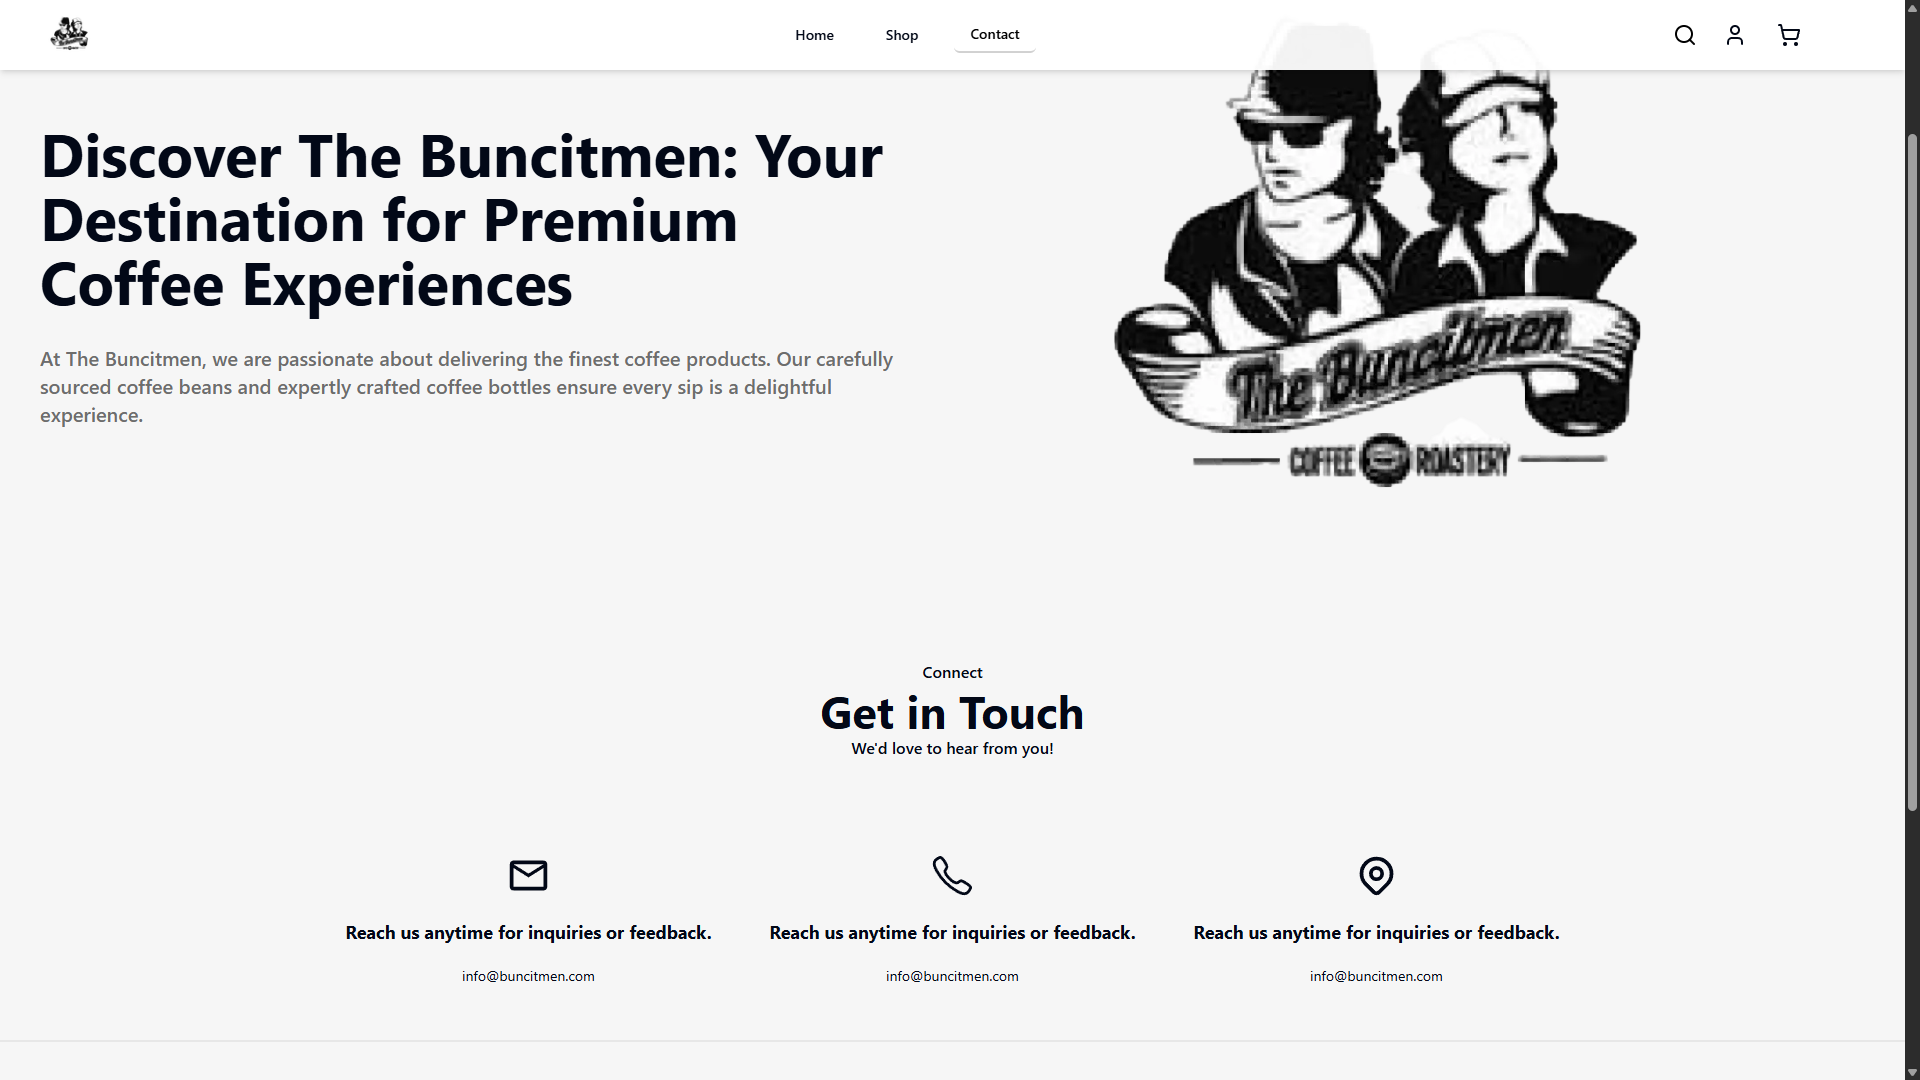 Home Shop Contact
Discover The Buncitmen: Your
Destination for Premium
Coffee Experiences
At The Buncitmen, we are passionate about delivering the finest coffee products. Our carefully
sourced coffee beans and expertly crafted coffee bottles ensure every sip is a delightful
experience.
The Buncitmen
COFFEE ROASTERY
Connect
Get in Touch
We'd love to hear from you!
Reach us anytime for inquiries or feedback.
info@buncitmen.com
Reach us anytime for inquiries or feedback.
info@buncitmen.com
Reach us anytime for inquiries or feedback.
info@buncitmen.com